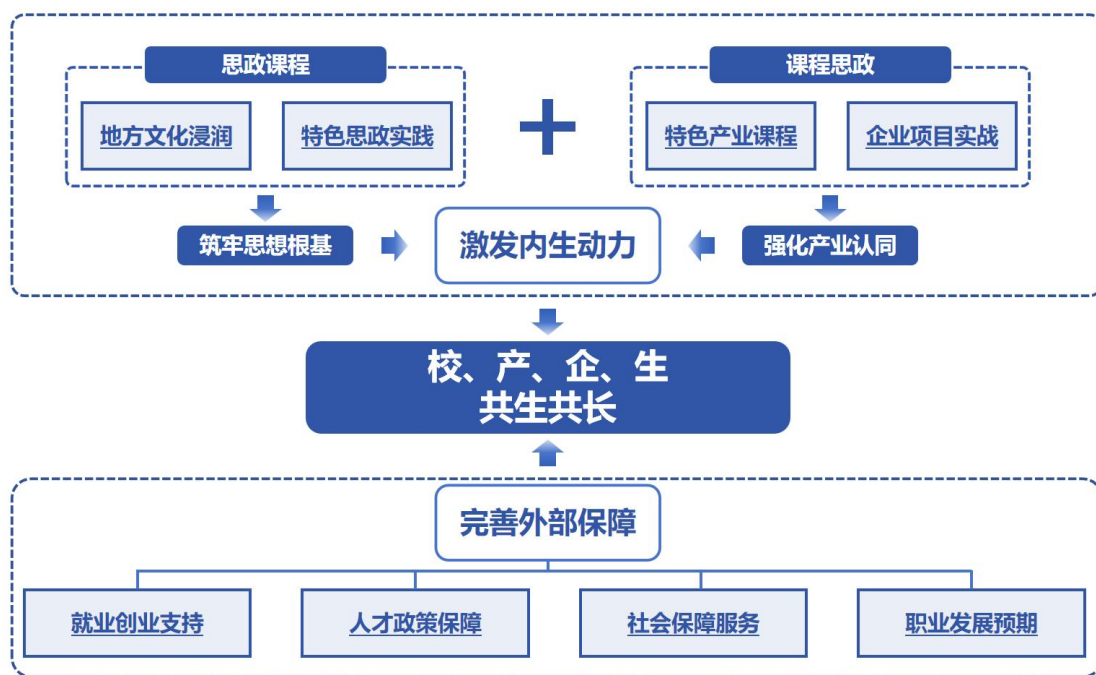 思政课程
课程思政
地方文化浸润
特色思政实践
特色产业课程
企业项目实战
筑牢思想根基
激发内生动力
强化产业认同
校、产、企、生
共生共长
完善外部保障
就业创业支持
人才政策保障
社会保障服务
职业发展预期